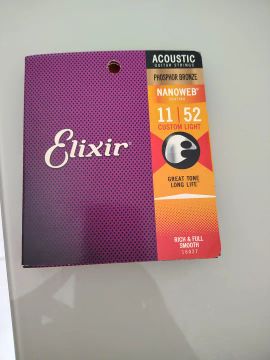 ACOUSTIC
GUITAR STRINGS
PHOSPHOR BRONZE
NANOWEB®
COATING
11 52
CUSTOM LIGHT
Elixir®
GREAT TONE
LONG LIFE
RICH & FULL
SMOOTH
16027